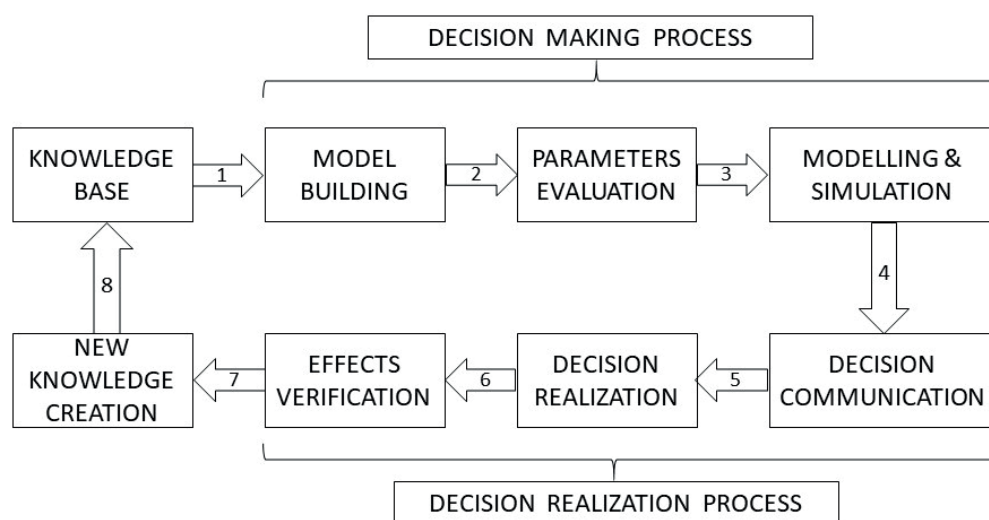 DECISION MAKING PROCESS
KNOWLEDGE
BASE
1
MODEL
BUILDING
2
PARAMETERS
EVALUATION
3
MODELLING &
SIMULATION
4
8
NEW
KNOWLEDGE
CREATION
7
EFFECTS
VERIFICATION
6
DECISION
REALIZATION
5
DECISION
COMMUNICATION
DECISION REALIZATION PROCESS